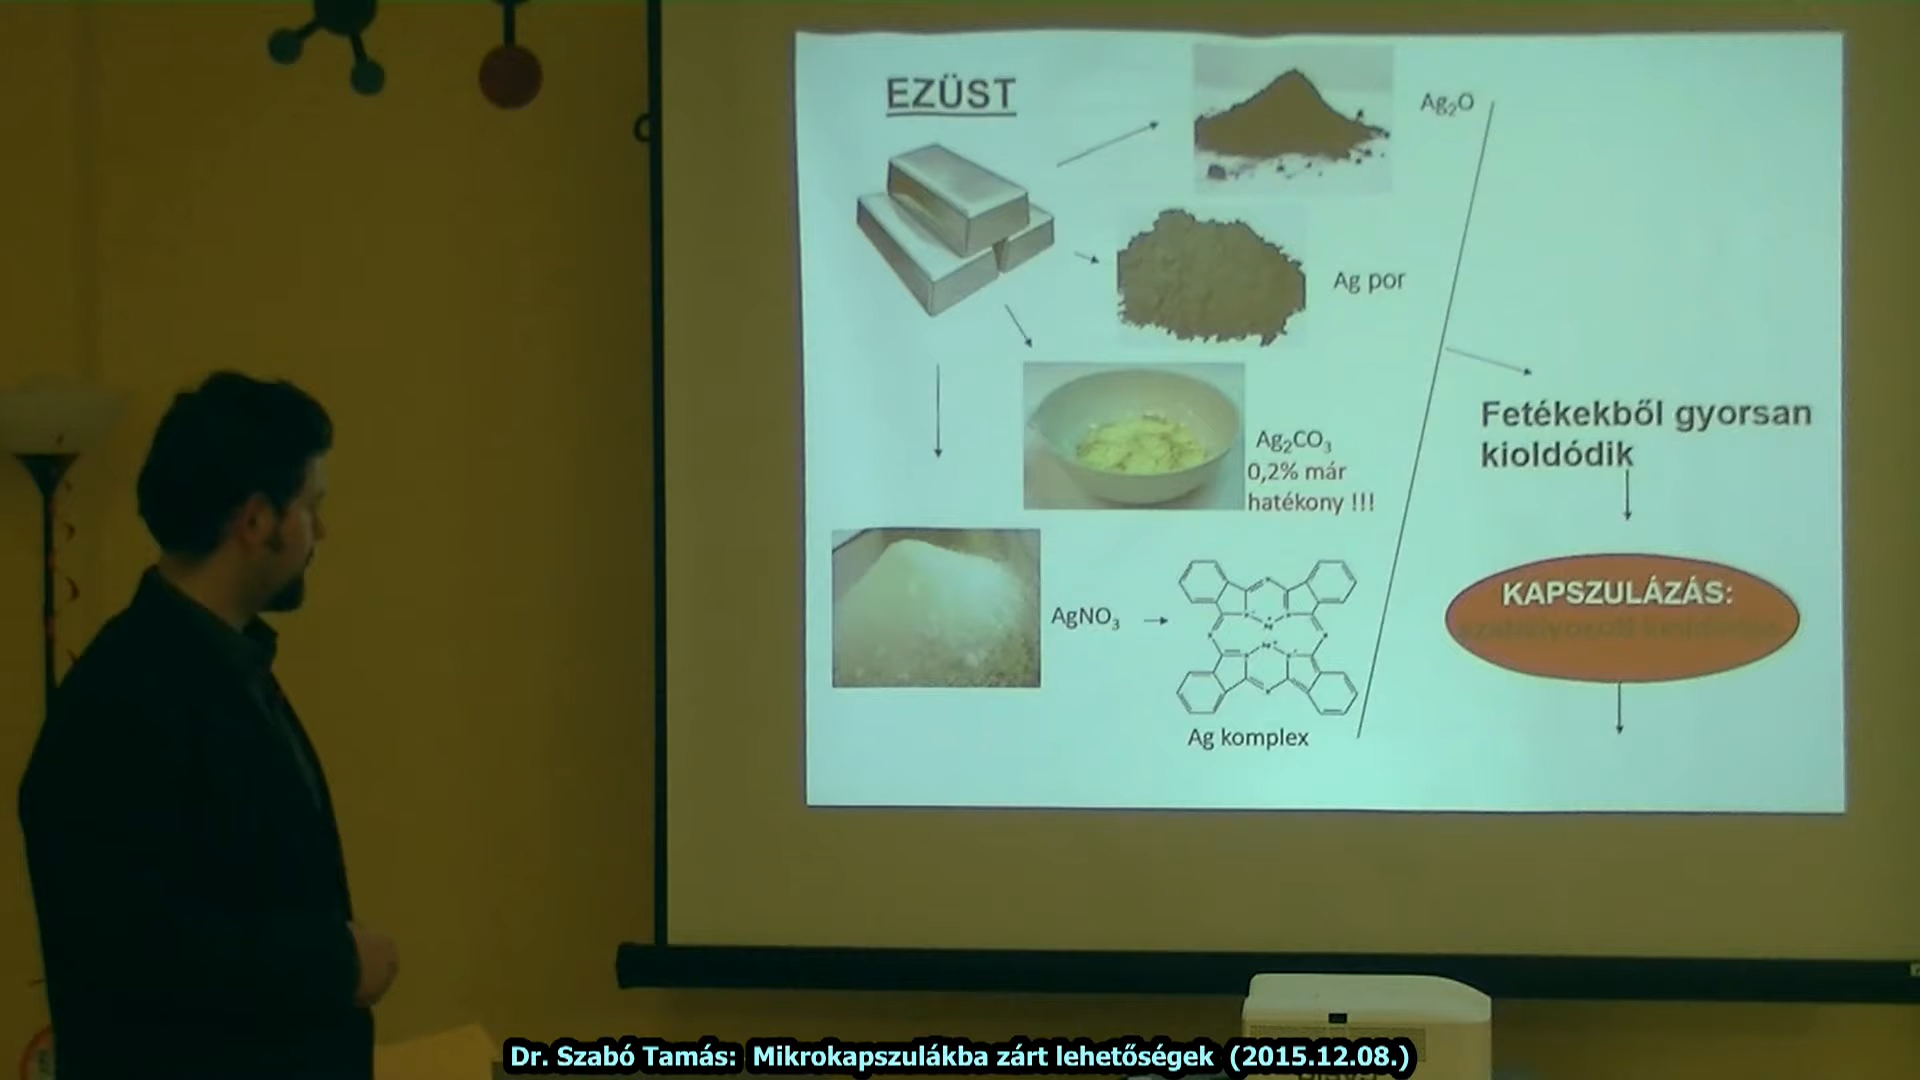 EZÜST
Ag₂O
Ag por
Ag₂CO₃
0,2% már
hatékony !!!
AgNO₃
Ag komplex
Fetékekből gyorsan
kioldódik
KAPSZULÁZÁS:
Dr. Szabó Tamás: Mikrokapszulákba zárt lehetőségek (2015.12.08.)